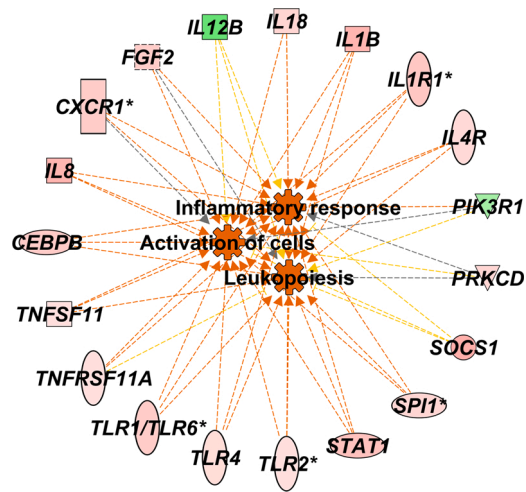 IL18
IL12B
IL1B
FGF2
IL1R1*
CXCR1*
IL4R
IL8
Inflammatory response
PIK3R1
CEBPB
Activation of cells
Leukopoiesis
PRKCD
TNFSF11
SOCS1
TNFRSF11A
SPI1*
TLR1/TLR6*
STAT1
TLR4
TLR2*